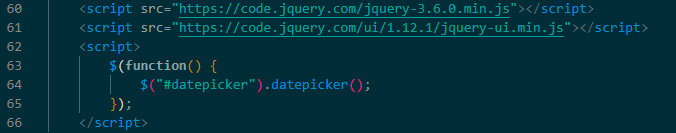 60 <script src="https://code.jquery.com/jquery-3.6.0.min.js"></script>
61 <script src="https://code.jquery.com/ui/1.12.1/jquery-ui.min.js"></script>
62 <script>
63 $(function() {
64 $("#datepicker").datepicker();
65 });
66 </script>